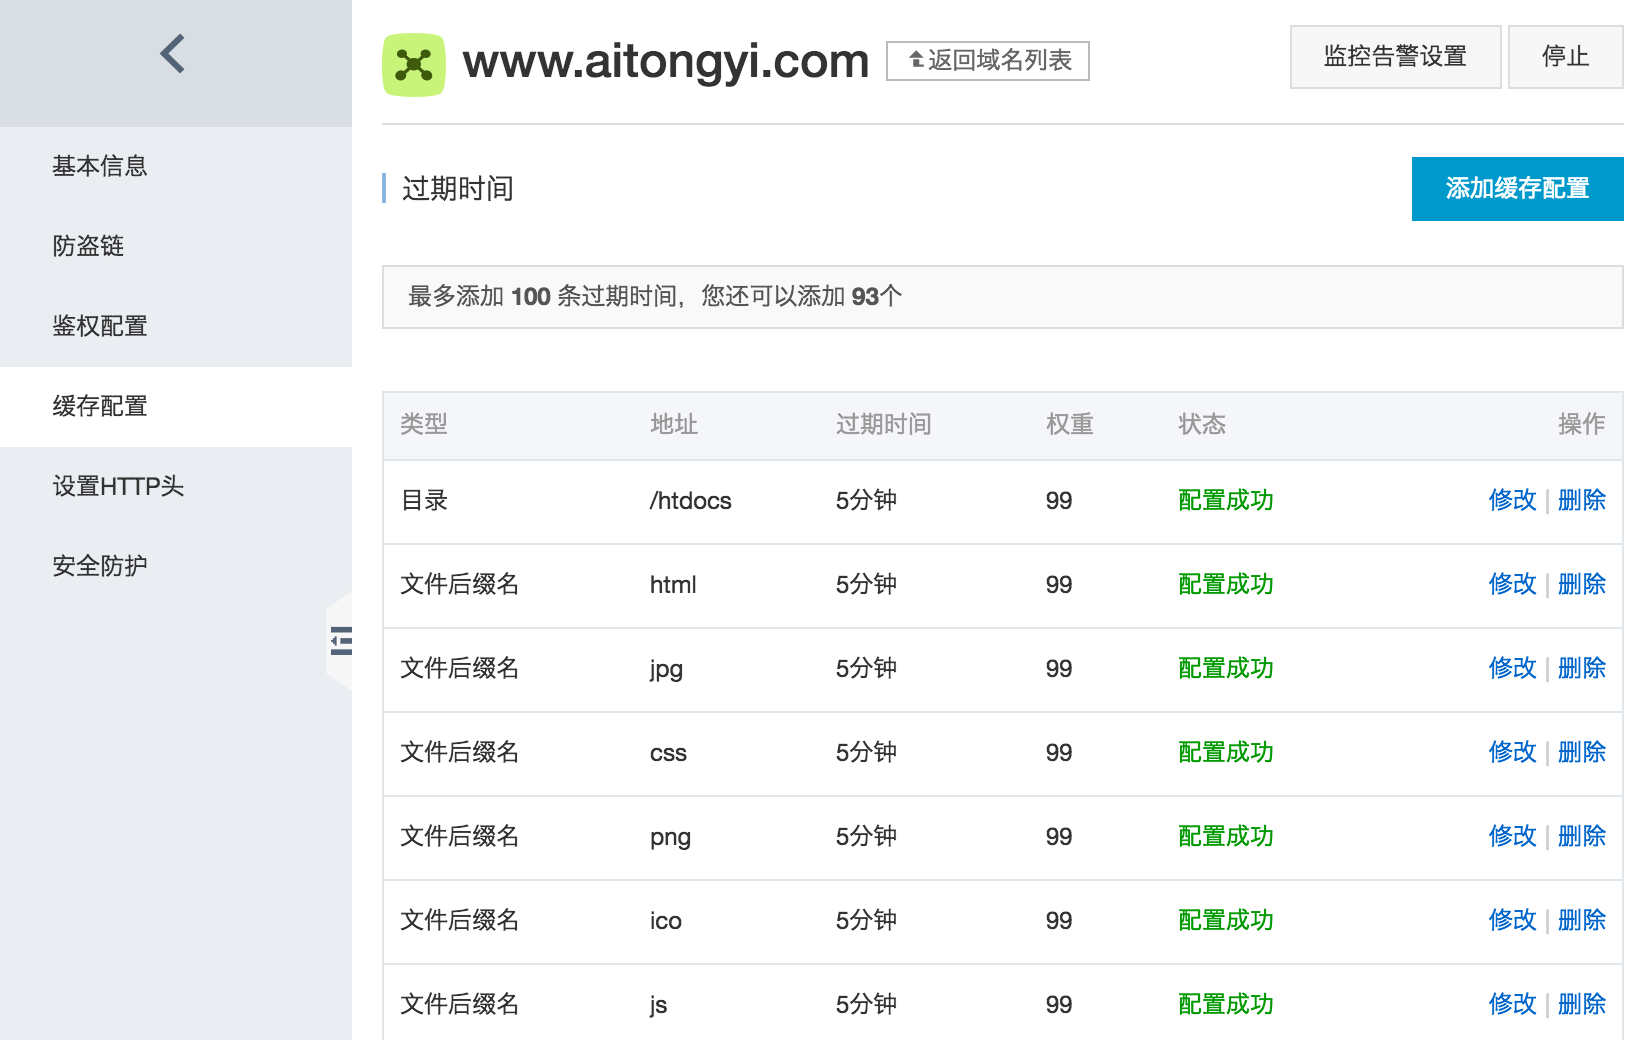 www.aitongyi.com
返回域名列表
监控告警设置
停止
基本信息
防盗链
鉴权配置
缓存配置
设置HTTP头
安全防护
过期时间
添加缓存配置
最多添加 100 条过期时间，您还可以添加 93个
类型 地址 过期时间 权重 状态 操作
目录 /htdocs 5分钟 99 配置成功 修改 | 删除
文件后缀名 html 5分钟 99 配置成功 修改 | 删除
文件后缀名 jpg 5分钟 99 配置成功 修改 | 删除
文件后缀名 css 5分钟 99 配置成功 修改 | 删除
文件后缀名 png 5分钟 99 配置成功 修改 | 删除
文件后缀名 ico 5分钟 99 配置成功 修改 | 删除
文件后缀名 js 5分钟 99 配置成功 修改 | 删除